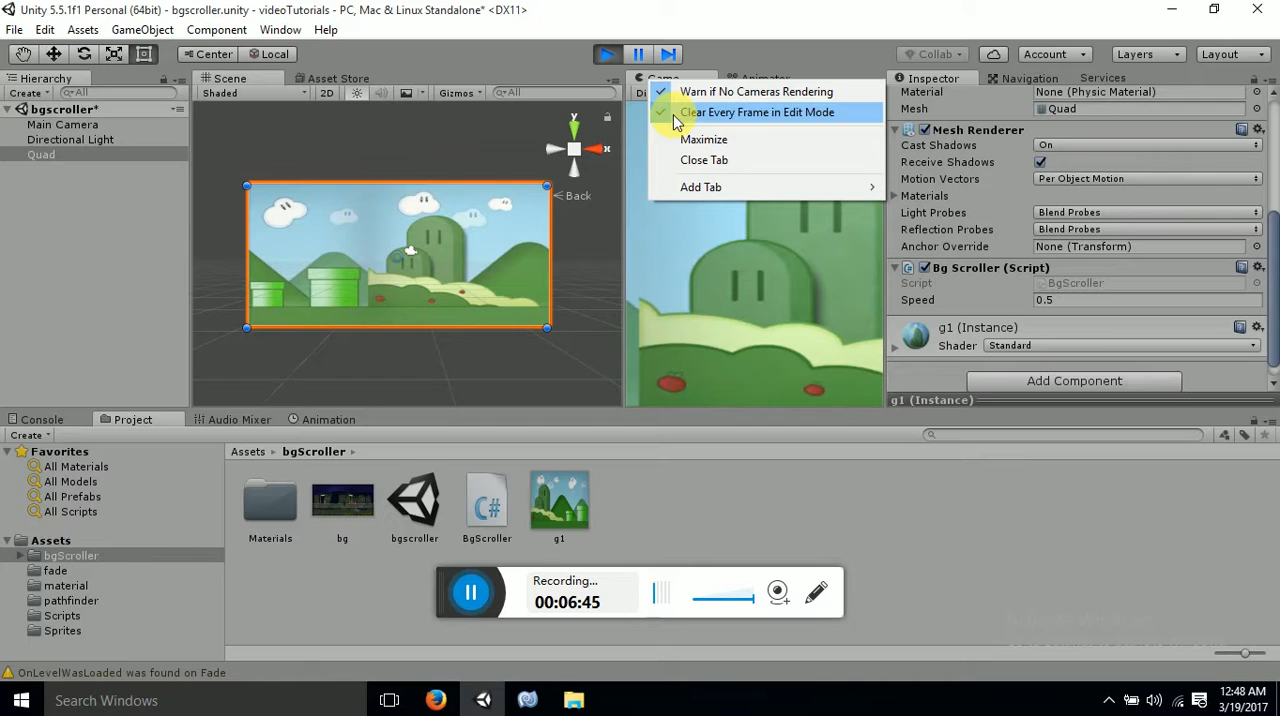 Unity 5.5.1f1 Personal (64bit) - bgscroller.unity - videoTutorials - PC, Mac & Linux Standalone* <DX11>
File Edit Assets GameObject Component Window Help
Center Local Collab Account Layers Layout
Hierarchy Scene Asset Store Game Animator Inspector Navigation Services
Create All Shaded 2D Gizmos All
Warn if No Cameras Rendering
Clear Every Frame in Edit Mode
Maximize
Close Tab
Add Tab
bgscroller*
Main Camera
Directional Light
Quad
y
x
Back
Material None (Physic Material)
Mesh Quad
Mesh Renderer
Cast Shadows On
Receive Shadows
Motion Vectors Per Object Motion
Materials
Light Probes Blend Probes
Reflection Probes Blend Probes
Anchor Override None (Transform)
Bg Scroller (Script)
Script BgScroller
Speed 0.5
g1 (Instance)
Shader Standard
Add Component
g1 (Instance)
Console Project Audio Mixer Animation
Create
Favorites
All Materials
All Models
All Prefabs
All Scripts
Assets
bgScroller
fade
material
pathfinder
Scripts
Sprites
Assets bgScroller
C#
Materials bg bgscroller BgScroller g1
Recording...
00:06:45
OnLevelWasLoaded was found on Fade
Search Windows
12:48 AM
3/19/2017